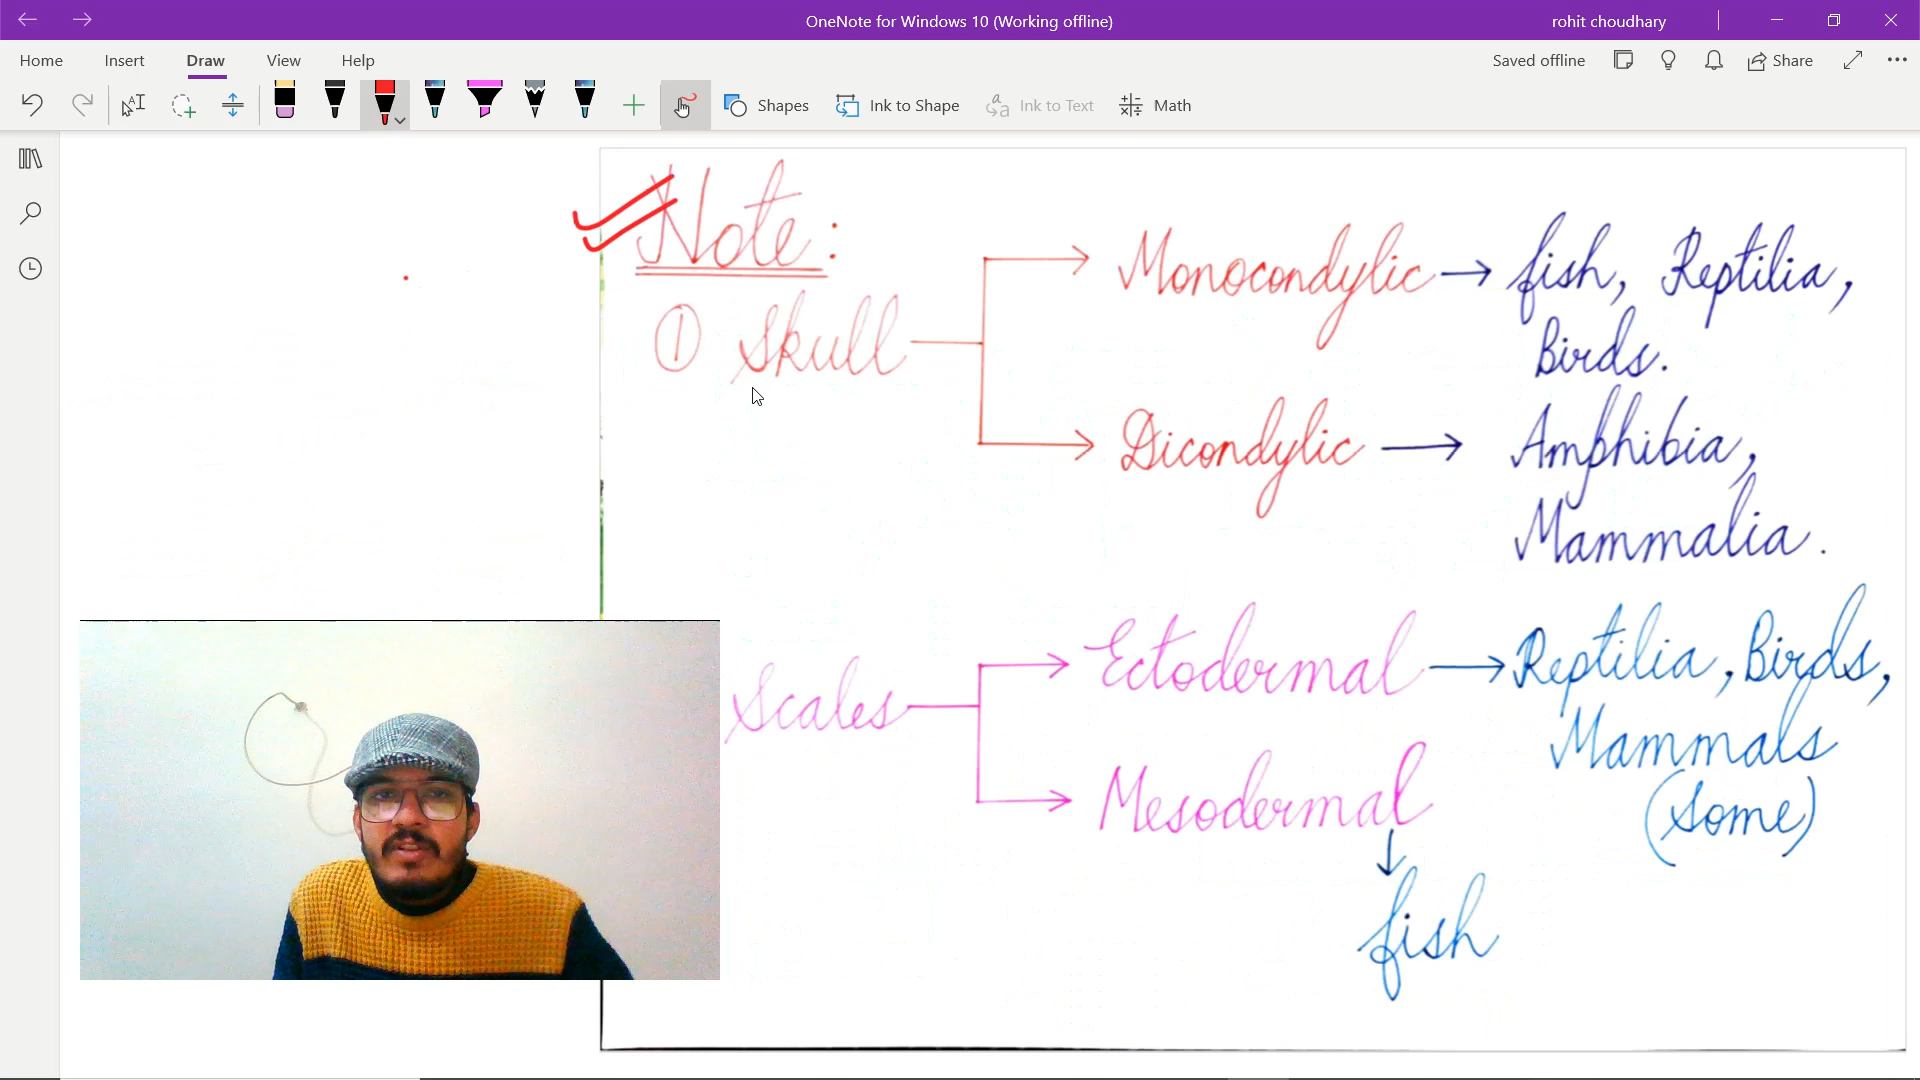 OneNote for Windows 10 (Working offline)
rohit choudhary
Home Insert Draw View Help
Saved offline
Share
Shapes
Ink to Shape
Ink to Text
Math
Note:
① Skull
Monocondylic → fish, Reptilia,
Birds.
Dicondylic → Amphibia,
Mammalia.
Scales
Ectodermal → Reptilia, Birds,
Mammals
(Some)
Mesodermal
↓
fish